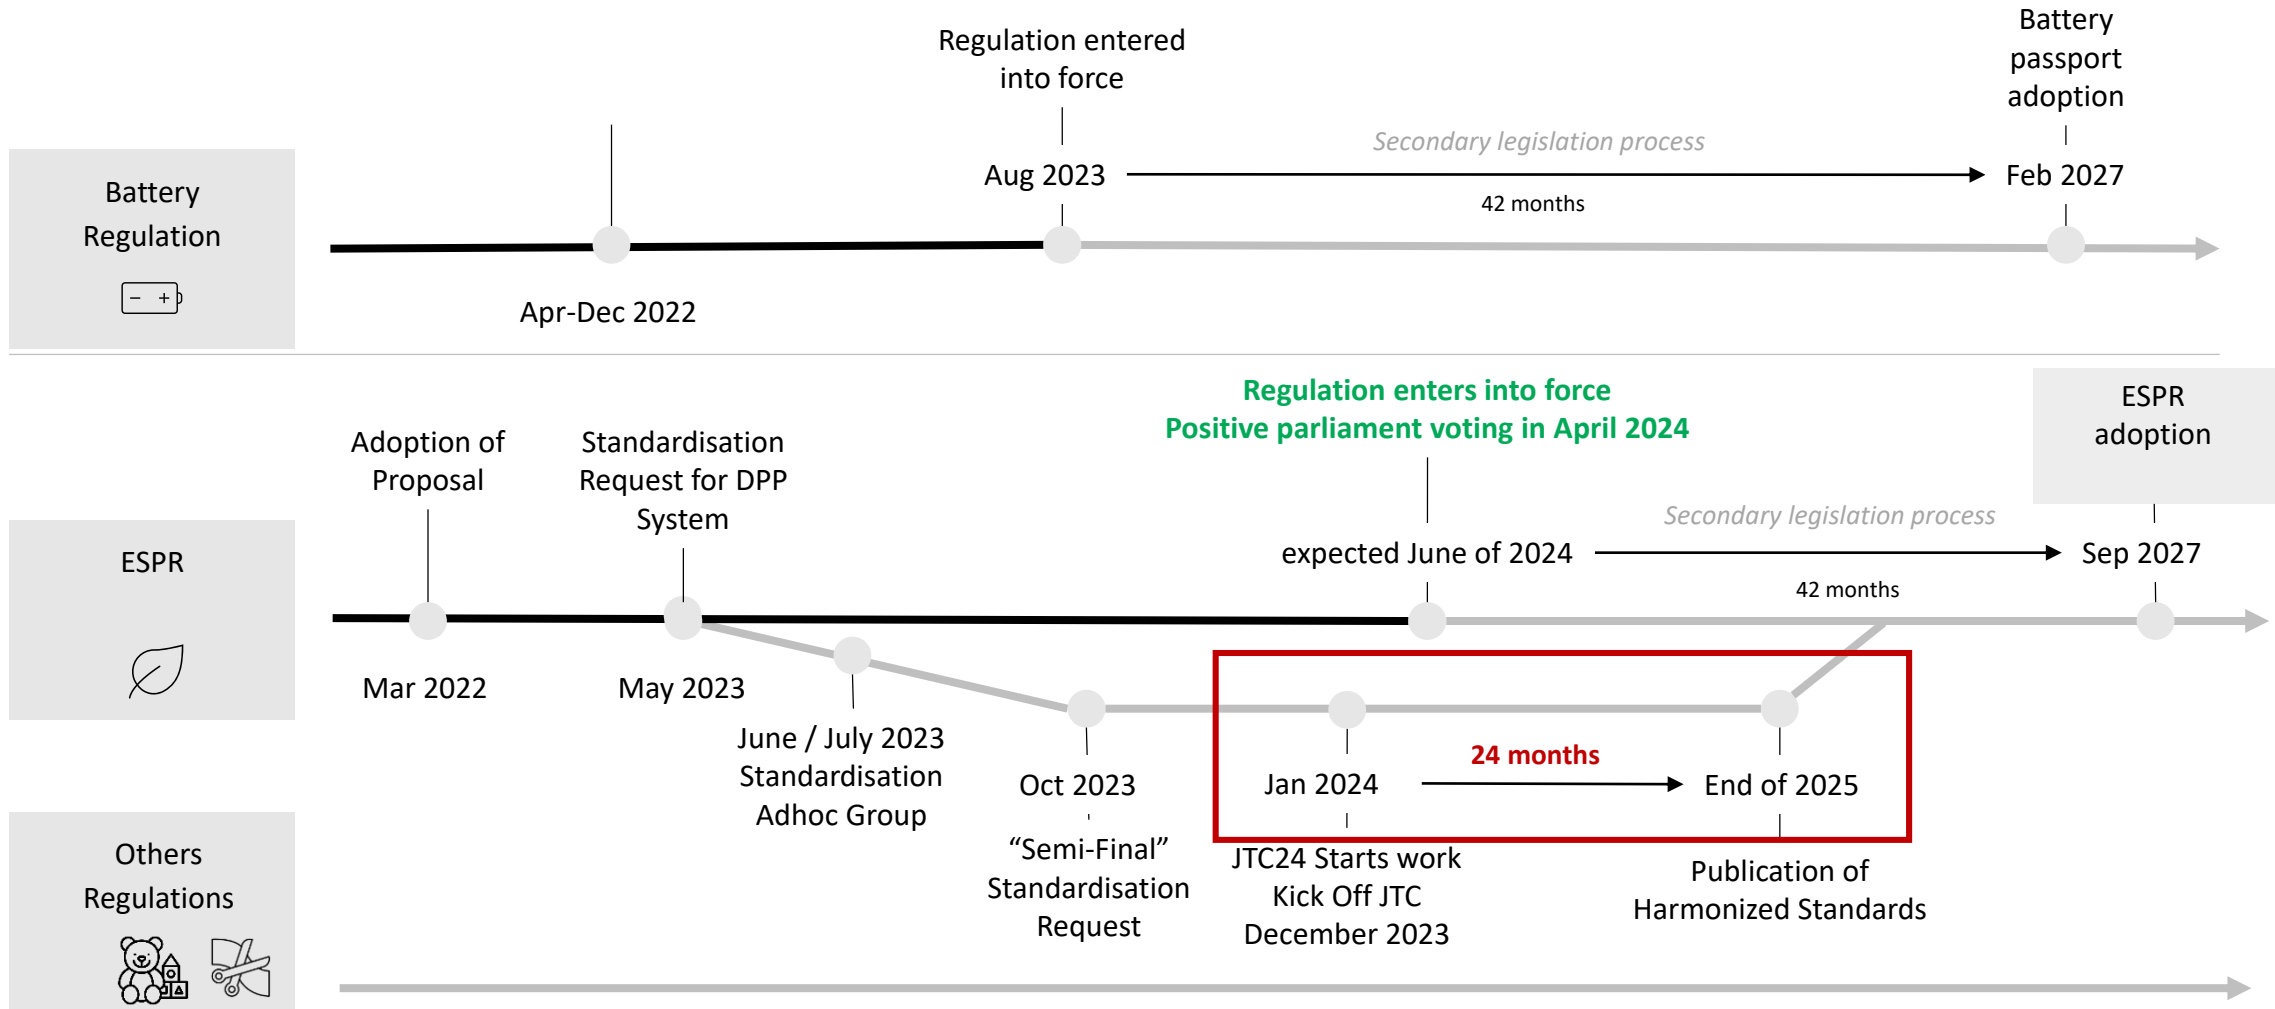 Battery
Regulation
Regulation entered
into force
Aug 2023
Secondary legislation process
42 months
Battery
passport
adoption
Feb 2027
Apr-Dec 2022
ESPR
Adoption of
Proposal
Mar 2022
Standardisation
Request for DPP
System
May 2023
Regulation enters into force
Positive parliament voting in April 2024
expected June of 2024
Secondary legislation process
42 months
ESPR
adoption
Sep 2027
June / July 2023
Standardisation
Adhoc Group
Oct 2023
“Semi-Final”
Standardisation
Request
Jan 2024
24 months
End of 2025
JTC24 Starts work
Kick Off JTC
December 2023
Publication of
Harmonized Standards
Others
Regulations